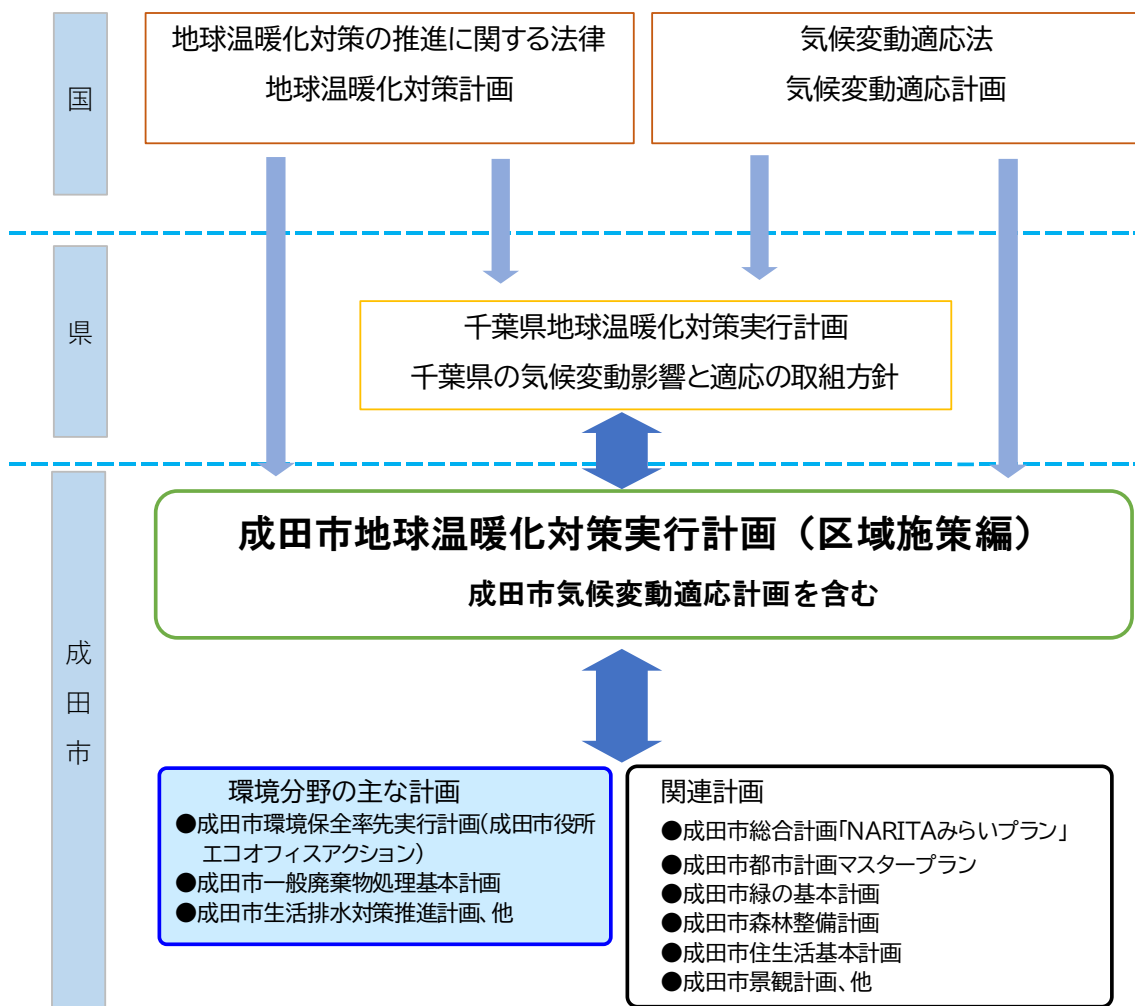 国
地球温暖化対策の推進に関する法律
地球温暖化対策計画
気候変動適応法
気候変動適応計画
県
千葉県地球温暖化対策実行計画
千葉県の気候変動影響と適応の取組方針
成
田
市
成田市地球温暖化対策実行計画（区域施策編）
成田市気候変動適応計画を含む
環境分野の主な計画
●成田市環境保全率先実行計画(成田市役所
エコオフィスアクション)
●成田市一般廃棄物処理基本計画
●成田市生活排水対策推進計画、他
関連計画
●成田市総合計画「NARITAみらいプラン」
●成田市都市計画マスタープラン
●成田市緑の基本計画
●成田市森林整備計画
●成田市住生活基本計画
●成田市景観計画、他